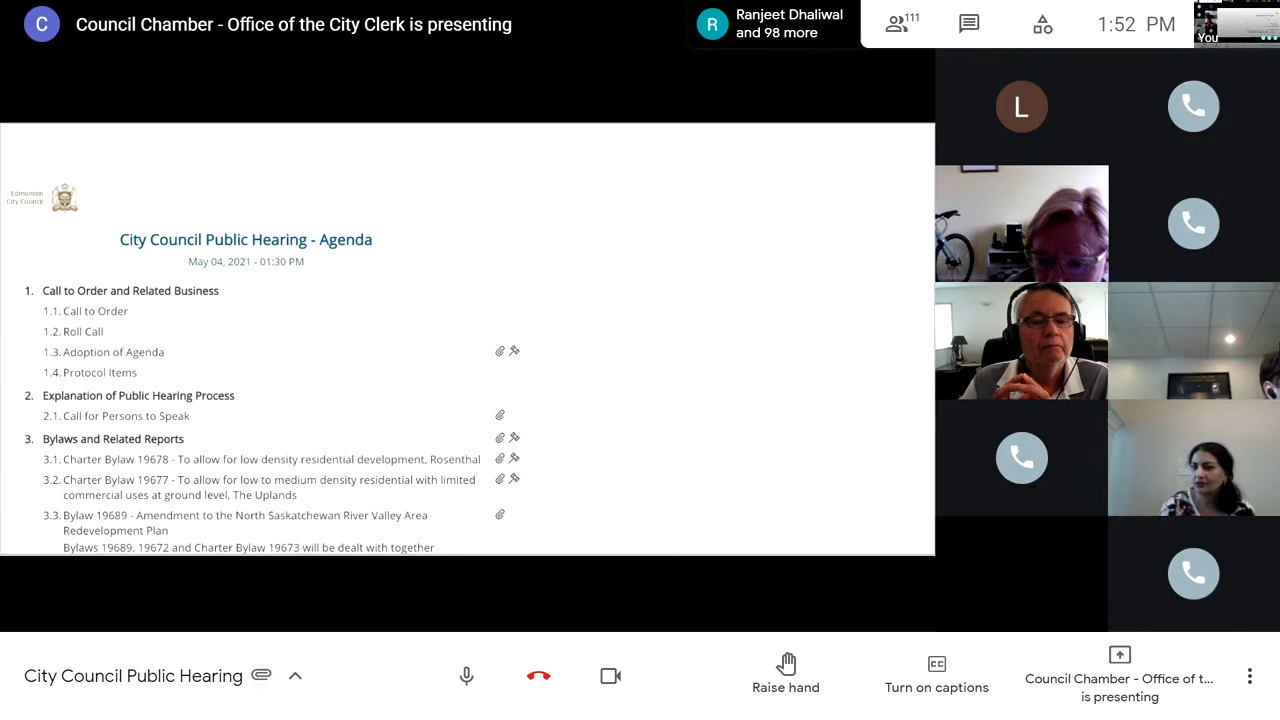 C
Council Chamber - Office of the City Clerk is presenting
R
Ranjeet Dhaliwal
and 98 more
111
1:52 PM
You
L
Edmonton
City Council
City Council Public Hearing - Agenda
May 04, 2021 - 01:30 PM
1. Call to Order and Related Business
1.1. Call to Order
1.2. Roll Call
1.3. Adoption of Agenda
1.4. Protocol Items
2. Explanation of Public Hearing Process
2.1. Call for Persons to Speak
3. Bylaws and Related Reports
3.1. Charter Bylaw 19678 - To allow for low density residential development, Rosenthal
3.2. Charter Bylaw 19677 - To allow for low to medium density residential with limited
commercial uses at ground level, The Uplands
3.3. Bylaw 19689 - Amendment to the North Saskatchewan River Valley Area
Redevelopment Plan
Bylaws 19689, 19672 and Charter Bylaw 19673 will be dealt with together
City Council Public Hearing
Raise hand
CC
Turn on captions
Council Chamber - Office of t...
is presenting